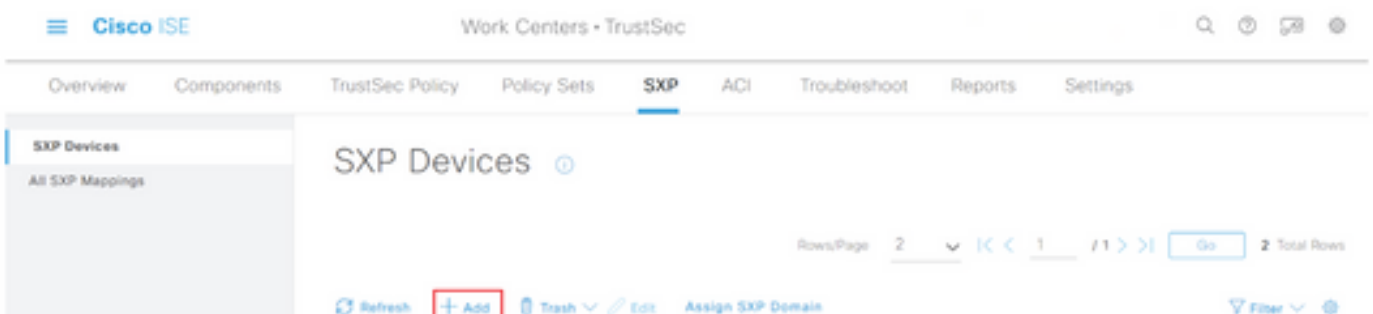 Cisco ISE Work Centers • TrustSec
Overview Components TrustSec Policy Policy Sets SXP ACI Troubleshoot Reports Settings
SXP Devices
All SXP Mappings
SXP Devices
Rows/Page 2 1 / 1 Go 2 Total Rows
Refresh + Add Trash Edit Assign SXP Domain Filter